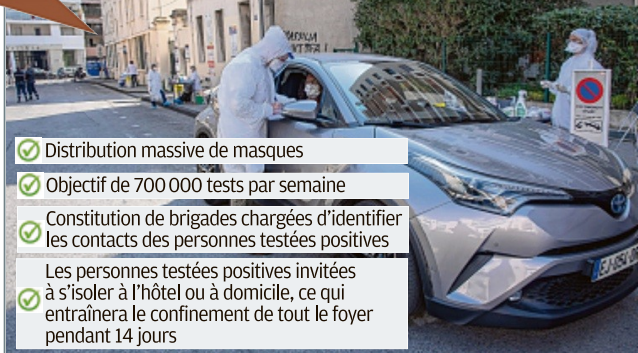 Distribution massive de masques
Objectif de 700 000 tests par semaine
Constitution de brigades chargées d'identifier
les contacts des personnes testées positives
Les personnes testées positives invitées
à s'isoler à l'hôtel ou à domicile, ce qui
entraînera le confinement de tout le foyer
pendant 14 jours